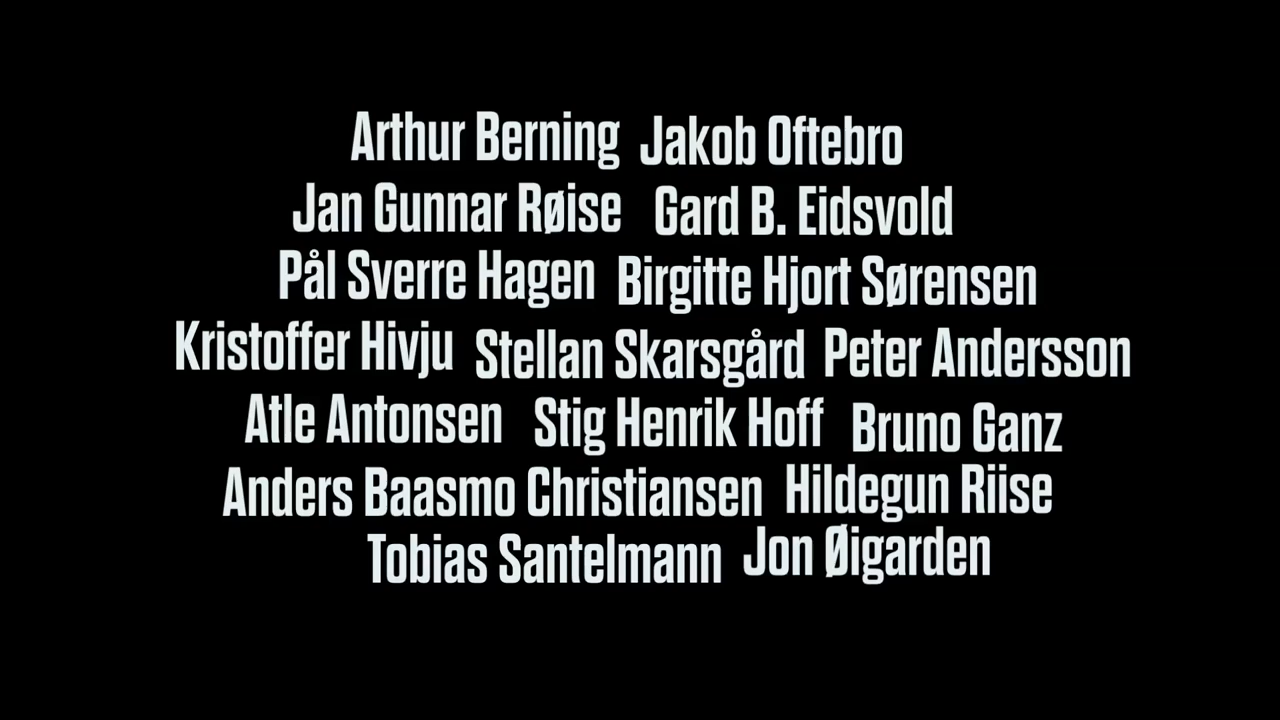 Arthur Berning Jakob Oftebro
Jan Gunnar Røise Gard B. Eidsvold
Pål Sverre Hagen Birgitte Hjort Sørensen
Kristoffer Hivju Stellan Skarsgård Peter Andersson
Atle Antonsen Stig Henrik Hoff Bruno Ganz
Anders Baasmo Christiansen Hildegun Riise
Tobias Santelmann Jon Øigarden